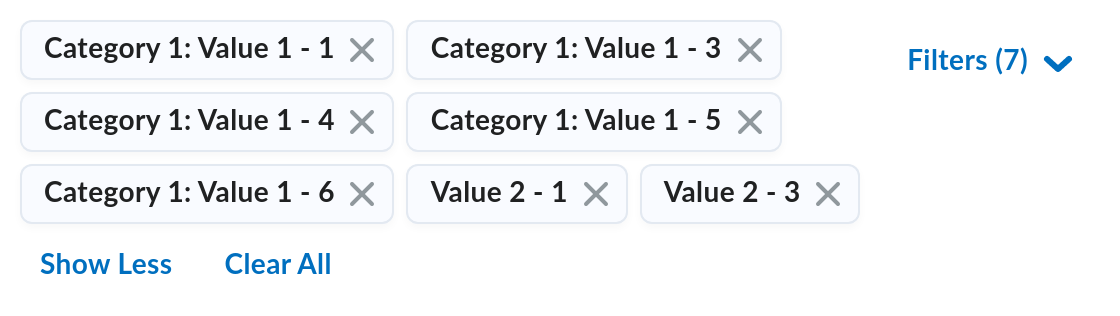 Category 1: Value 1 - 1 Category 1: Value 1 - 3
Filters (7)
Category 1: Value 1 - 4 Category 1: Value 1 - 5
Category 1: Value 1 - 6 Value 2 - 1 Value 2 - 3
Show Less Clear All